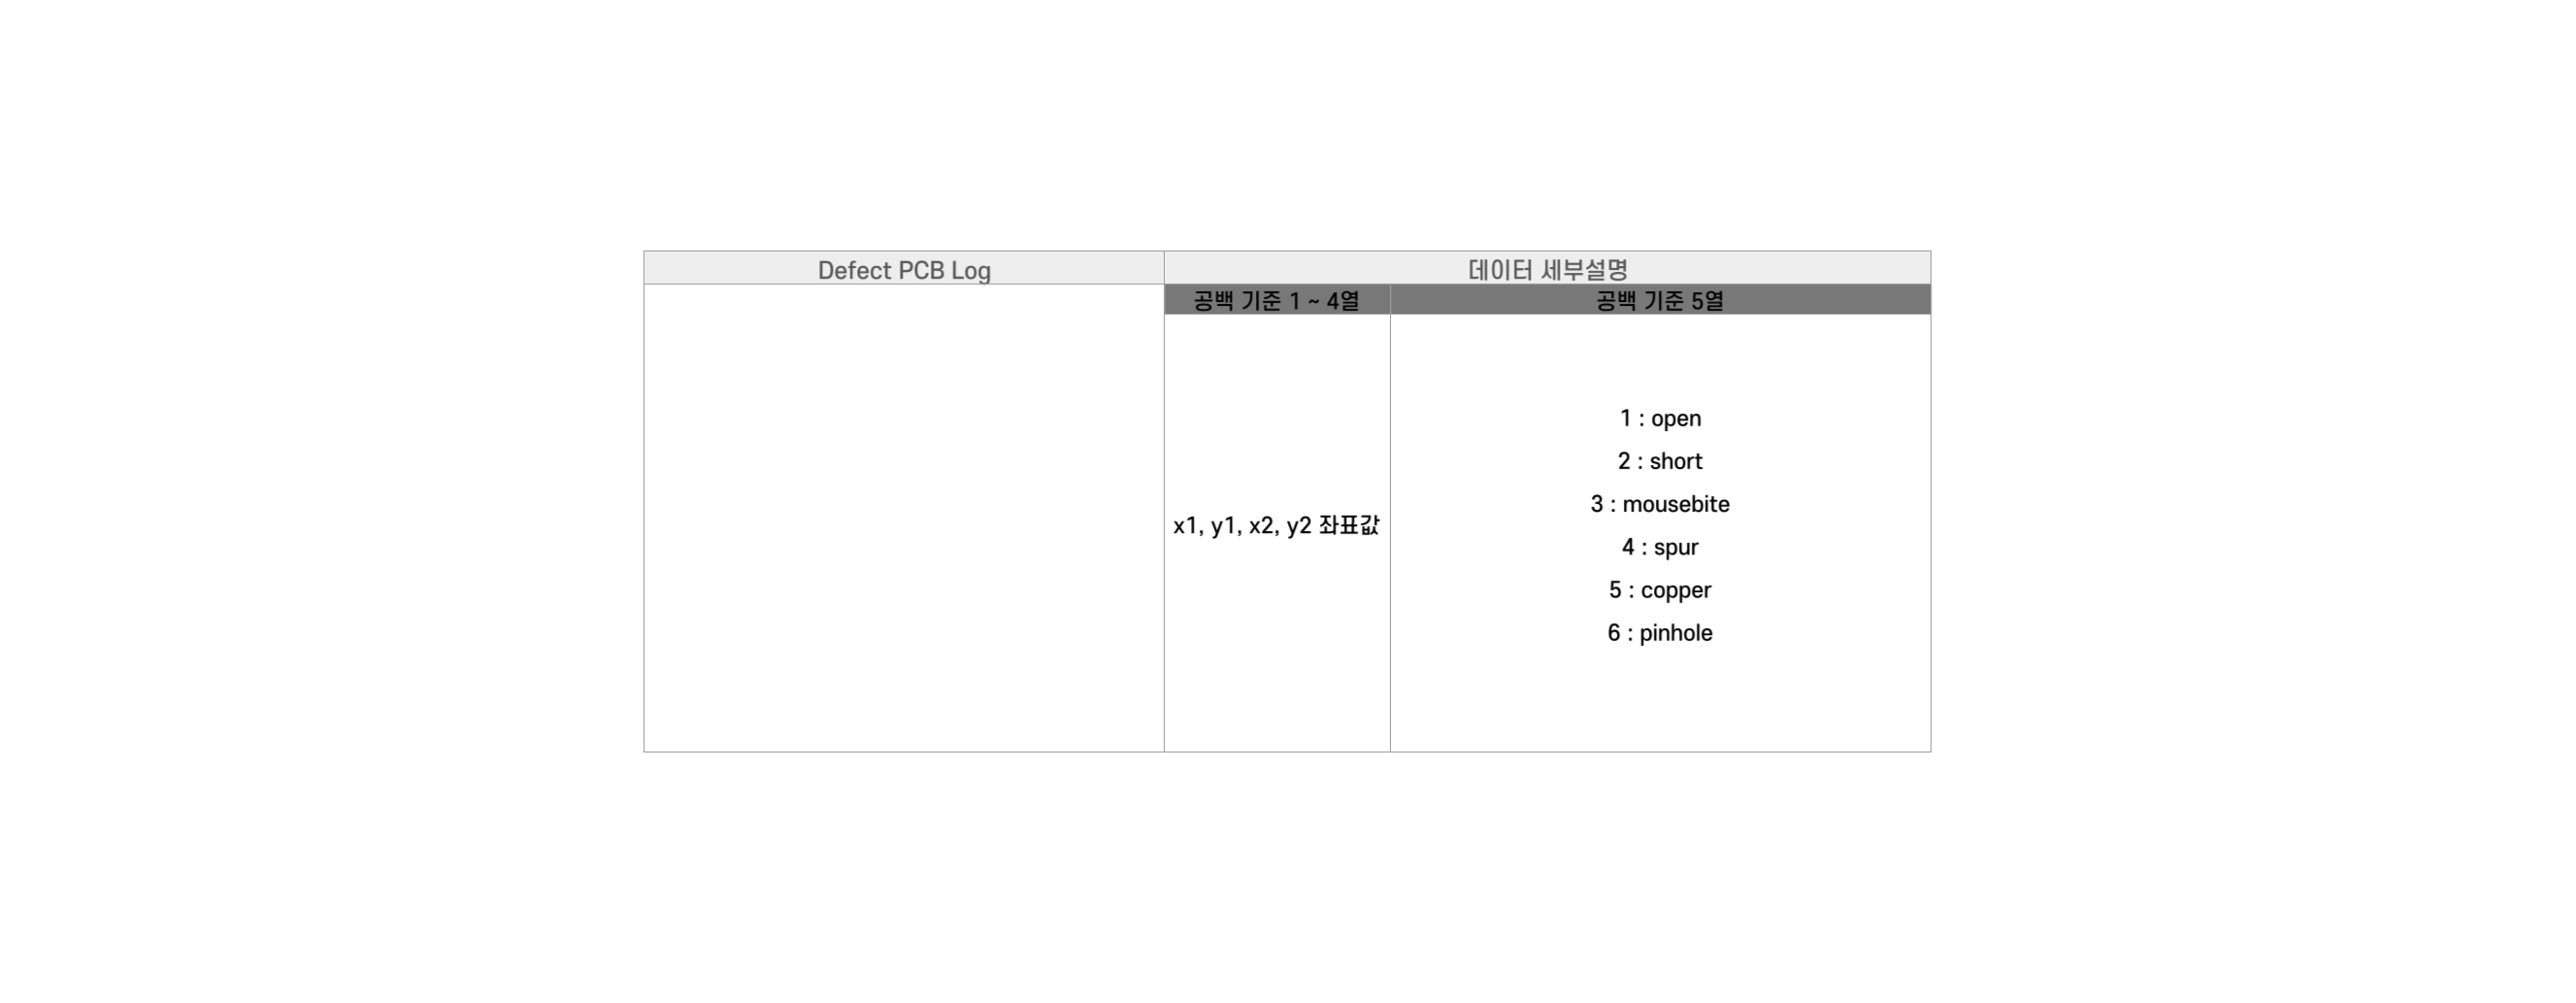 Defect PCB Log
데이터 세부설명
공백 기준 1 ~ 4열
공백 기준 5열
x1, y1, x2, y2 좌표값
1 : open
2 : short
3 : mousebite
4 : spur
5 : copper
6 : pinhole